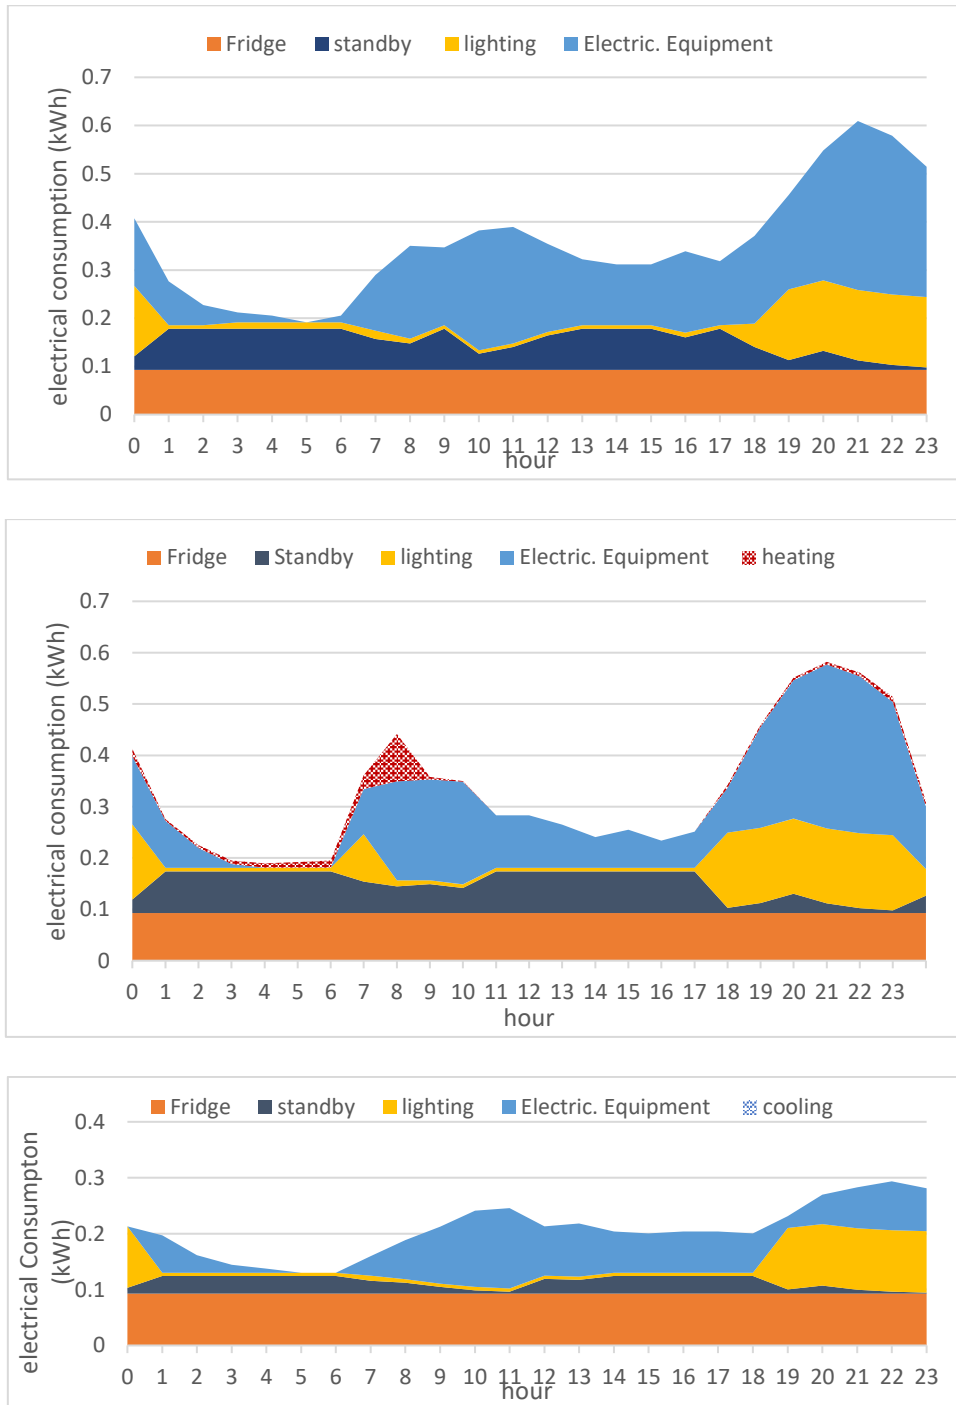 Fridge standby lighting Electric. Equipment
0.7
0.6
0.5
0.4
0.3
0.2
0.1
0
electrical consumption (kWh)
0 1 2 3 4 5 6 7 8 9 10 11 12 13 14 15 16 17 18 19 20 21 22 23
hour
Fridge Standby lighting Electric. Equipment heating
0.7
0.6
0.5
0.4
0.3
0.2
0.1
0
electrical consumption (kWh)
0 1 2 3 4 5 6 7 8 9 10 11 12 13 14 15 16 17 18 19 20 21 22 23
hour
Fridge standby lighting Electric. Equipment cooling
0.4
0.3
0.2
0.1
0
electrical Consumpton
(kWh)
0 1 2 3 4 5 6 7 8 9 10 11 12 13 14 15 16 17 18 19 20 21 22 23
hour